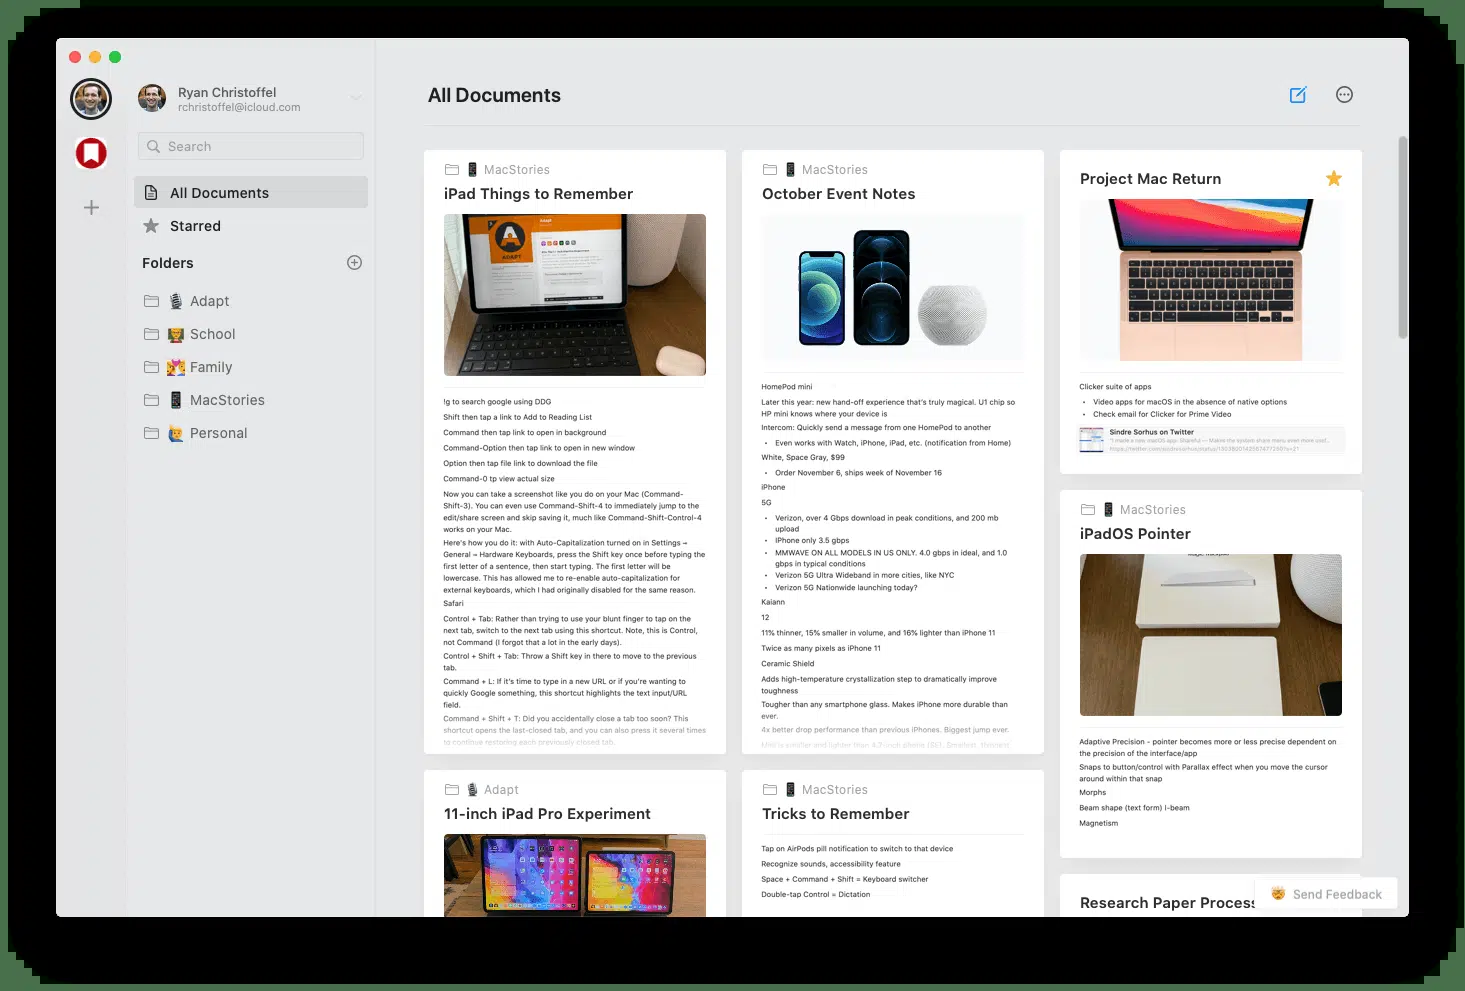 Ryan Christoffel
rchristoffel@icloud.com
Search
All Documents
Starred
Folders
Adapt
School
Family
MacStories
Personal
All Documents
MacStories
iPad Things to Remember
ADAPT
!g to search google using DDG
Shift then tap a link to Add to Reading List
Command then tap link to open in background
Command-Option then tap link to open in new window
Option then tap file link to download the file
Command-0 tp view actual size
Now you can take a screenshot like you do on your Mac (Command-
Shift-3). You can even use Command-Shift-4 to immediately jump to the
edit/share screen and skip saving it, much like Command-Shift-Control-4
works on your Mac.
Here's how you do it: with Auto-Capitalization turned on in Settings →
General → Hardware Keyboards, press the Shift key once before typing the
first letter of a sentence, then start typing. The first letter will be
lowercase. This has allowed me to re-enable auto-capitalization for
external keyboards, which I had originally disabled for the same reason.
Safari
Control + Tab: Rather than trying to use your blunt finger to tap on the
next tab, switch to the next tab using this shortcut. Note, this is Control,
not Command (I forgot that a lot in the early days).
Control + Shift + Tab: Throw a Shift key in there to move to the previous
tab.
Command + L: If it's time to type in a new URL or if you're wanting to
quickly Google something, this shortcut highlights the text input/URL
field.
Command + Shift + T: Did you accidentally close a tab too soon? This
shortcut opens the last-closed tab, and you can also press it several times
to continue restoring each previously closed tab.
MacStories
October Event Notes
HomePod mini
Later this year: new hand-off experience that's truly magical. U1 chip so
HP mini knows where your device is
Intercom: Quickly send a message from one HomePod to another
• Even works with Watch, iPhone, iPad, etc. (notification from Home)
White, Space Gray, $99
• Order November 6, ships week of November 16
iPhone
5G
• Verizon, over 4 Gbps download in peak conditions, and 200 mb
upload
• IPhone only 3.5 gbps
• MMWAVE ON ALL MODELS IN US ONLY. 4.0 gbps in ideal, and 1.0
gbps in typical conditions
• Verizon 5G Ultra Wideband in more cities, like NYC
• Verizon 5G Nationwide launching today?
Kaiann
12
11% thinner, 15% smaller in volume, and 16% lighter than iPhone 11
Twice as many pixels as iPhone 11
Ceramic Shield
Adds high-temperature crystallization step to dramatically improve
toughness
Tougher than any smartphone glass. Makes iPhone more durable than
ever.
4x better drop performance than previous iPhones. Biggest jump ever.
Project Mac Return
Clicker suite of apps
• Video apps for macOS in the absence of native options
• Check email for Clicker for Prime Video
Sindre Sorhus on Twitter
"I made a new macOS app: Shareful — Makes the system share menu even more
MacStories
iPadOS Pointer
Adaptive Precision - pointer becomes more or less precise dependent on
the precision of the interface/app
Snaps to button/control with Parallax effect when you move the cursor
around within that snap
Morphs
Beam shape (text form) I-beam
Magnetism
Adapt
11-inch iPad Pro Experiment
MacStories
Tricks to Remember
Tap on AirPods pill notification to switch to that device
Recognize sounds, accessibility feature
Space + Command + Shift = Keyboard switcher
Double-tap Control = Dictation
Research Paper Process
Send Feedback